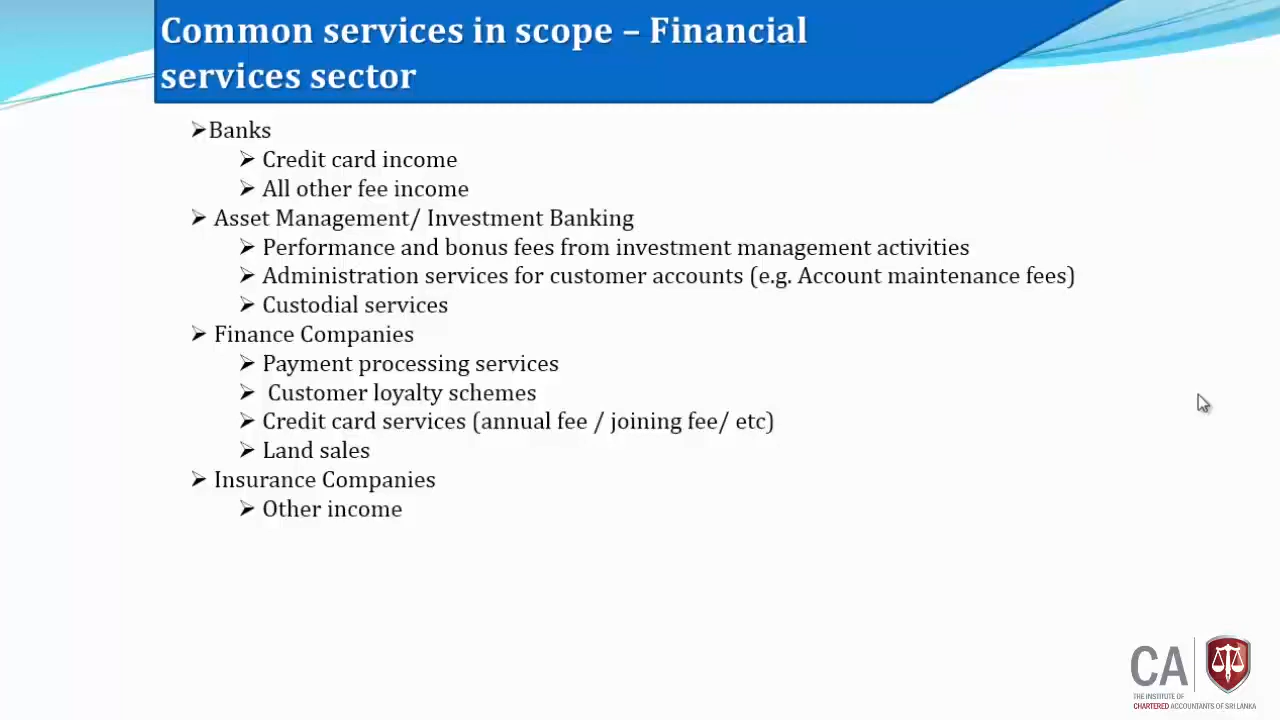 Common services in scope – Financial
services sector
➢Banks
➢ Credit card income
➢ All other fee income
➢ Asset Management/ Investment Banking
➢ Performance and bonus fees from investment management activities
➢ Administration services for customer accounts (e.g. Account maintenance fees)
➢ Custodial services
➢ Finance Companies
➢ Payment processing services
➢ Customer loyalty schemes
➢ Credit card services (annual fee / joining fee/ etc)
➢ Land sales
➢ Insurance Companies
➢ Other income
CA
THE INSTITUTE OF
CHARTERED ACCOUNTANTS OF SRI LANKA